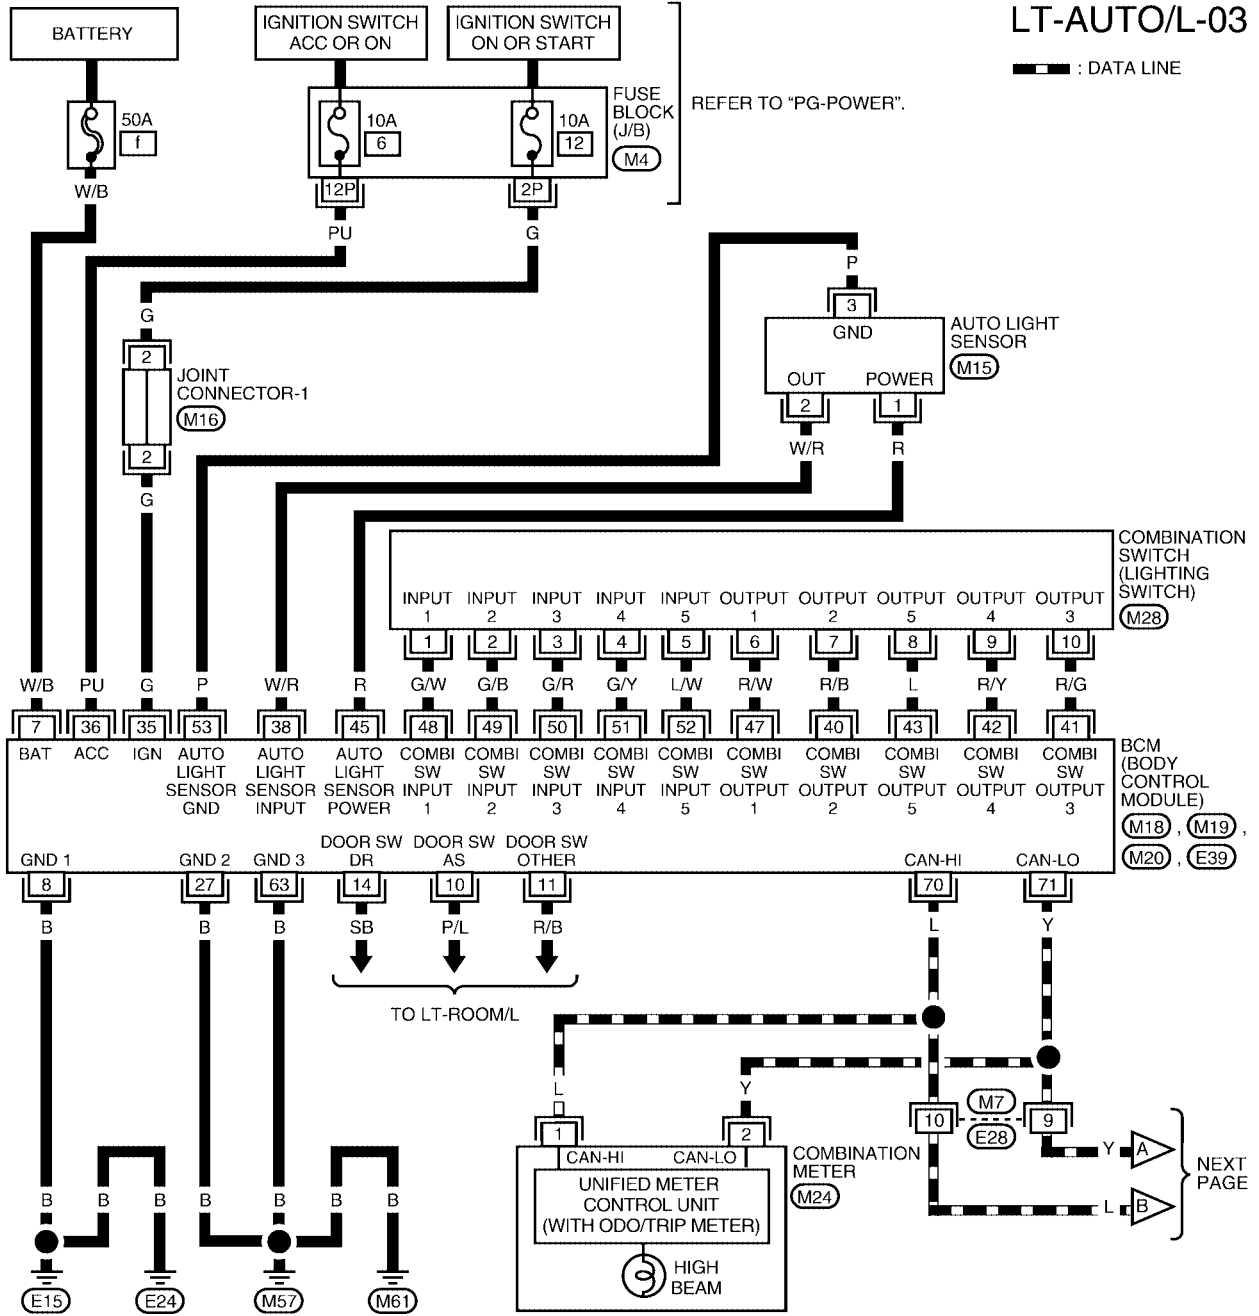 LT-AUTO/L-03
: DATA LINE
BATTERY
IGNITION SWITCH
ACC OR ON
IGNITION SWITCH
ON OR START
50A
f
10A
6
10A
12
FUSE
BLOCK
(J/B)
M4
REFER TO “PG-POWER”.
W/B
12P
2P
PU
G
P
3
GND
AUTO LIGHT
SENSOR
M15
OUT
POWER
2
1
W/R
R
G
2
JOINT
CONNECTOR-1
M16
2
G
COMBINATION
SWITCH
(LIGHTING
SWITCH)
M28
INPUT
1
INPUT
2
INPUT
3
INPUT
4
INPUT
5
OUTPUT
1
OUTPUT
2
OUTPUT
5
OUTPUT
4
OUTPUT
3
1 2 3 4 5 6 7 8 9 10
W/B PU G P W/R R G/W G/B G/R G/Y L/W R/W R/B L R/Y R/G
7 36 35 53 38 45 48 49 50 51 52 47 40 43 42 41
BAT
ACC
IGN
AUTO
LIGHT
SENSOR
GND
AUTO
LIGHT
SENSOR
INPUT
AUTO
LIGHT
SENSOR
POWER
COMBI
SW
INPUT
1
COMBI
SW
INPUT
2
COMBI
SW
INPUT
3
COMBI
SW
INPUT
4
COMBI
SW
INPUT
5
COMBI
SW
OUTPUT
1
COMBI
SW
OUTPUT
2
COMBI
SW
OUTPUT
5
COMBI
SW
OUTPUT
4
COMBI
SW
OUTPUT
3
BCM
(BODY
CONTROL
MODULE)
M18 , M19 ,
M20 , E39
GND 1
GND 2
GND 3
DOOR SW
DR
DOOR SW
AS
DOOR SW
OTHER
CAN-HI
CAN-LO
8 27 63 14 10 11 70 71
B B B SB P/L R/B L Y
TO LT-ROOM/L
L
Y
M7
10 9
E28
1
2
CAN-HI
CAN-LO
COMBINATION
METER
M24
UNIFIED METER
CONTROL UNIT
(WITH ODO/TRIP METER)
HIGH
BEAM
Y A
L B
NEXT
PAGE
B B B B B B B
E15 E24 M57 M61